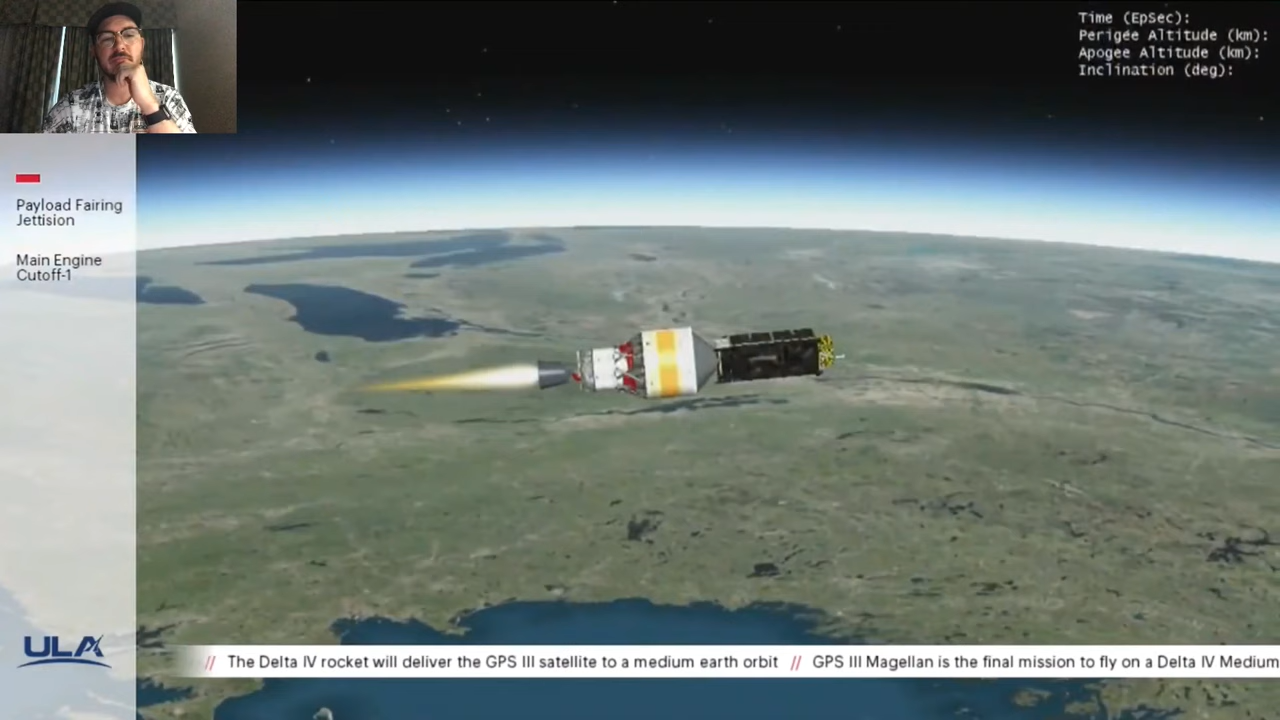 Time (EpSec):
Perigee Altitude (km):
Apogee Altitude (km):
Inclination (deg):
Payload Fairing
Jettision
Main Engine
Cutoff-1
ULA
// The Delta IV rocket will deliver the GPS III satellite to a medium earth orbit // GPS III Magellan is the final mission to fly on a Delta IV Medium